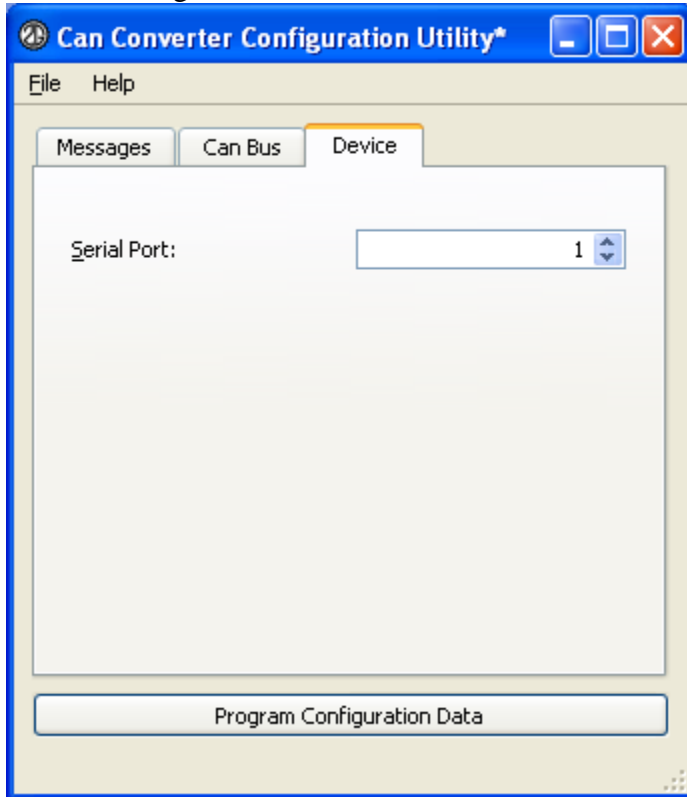 Can Converter Configuration Utility*
File Help
Messages Can Bus Device
Serial Port: 1
Program Configuration Data